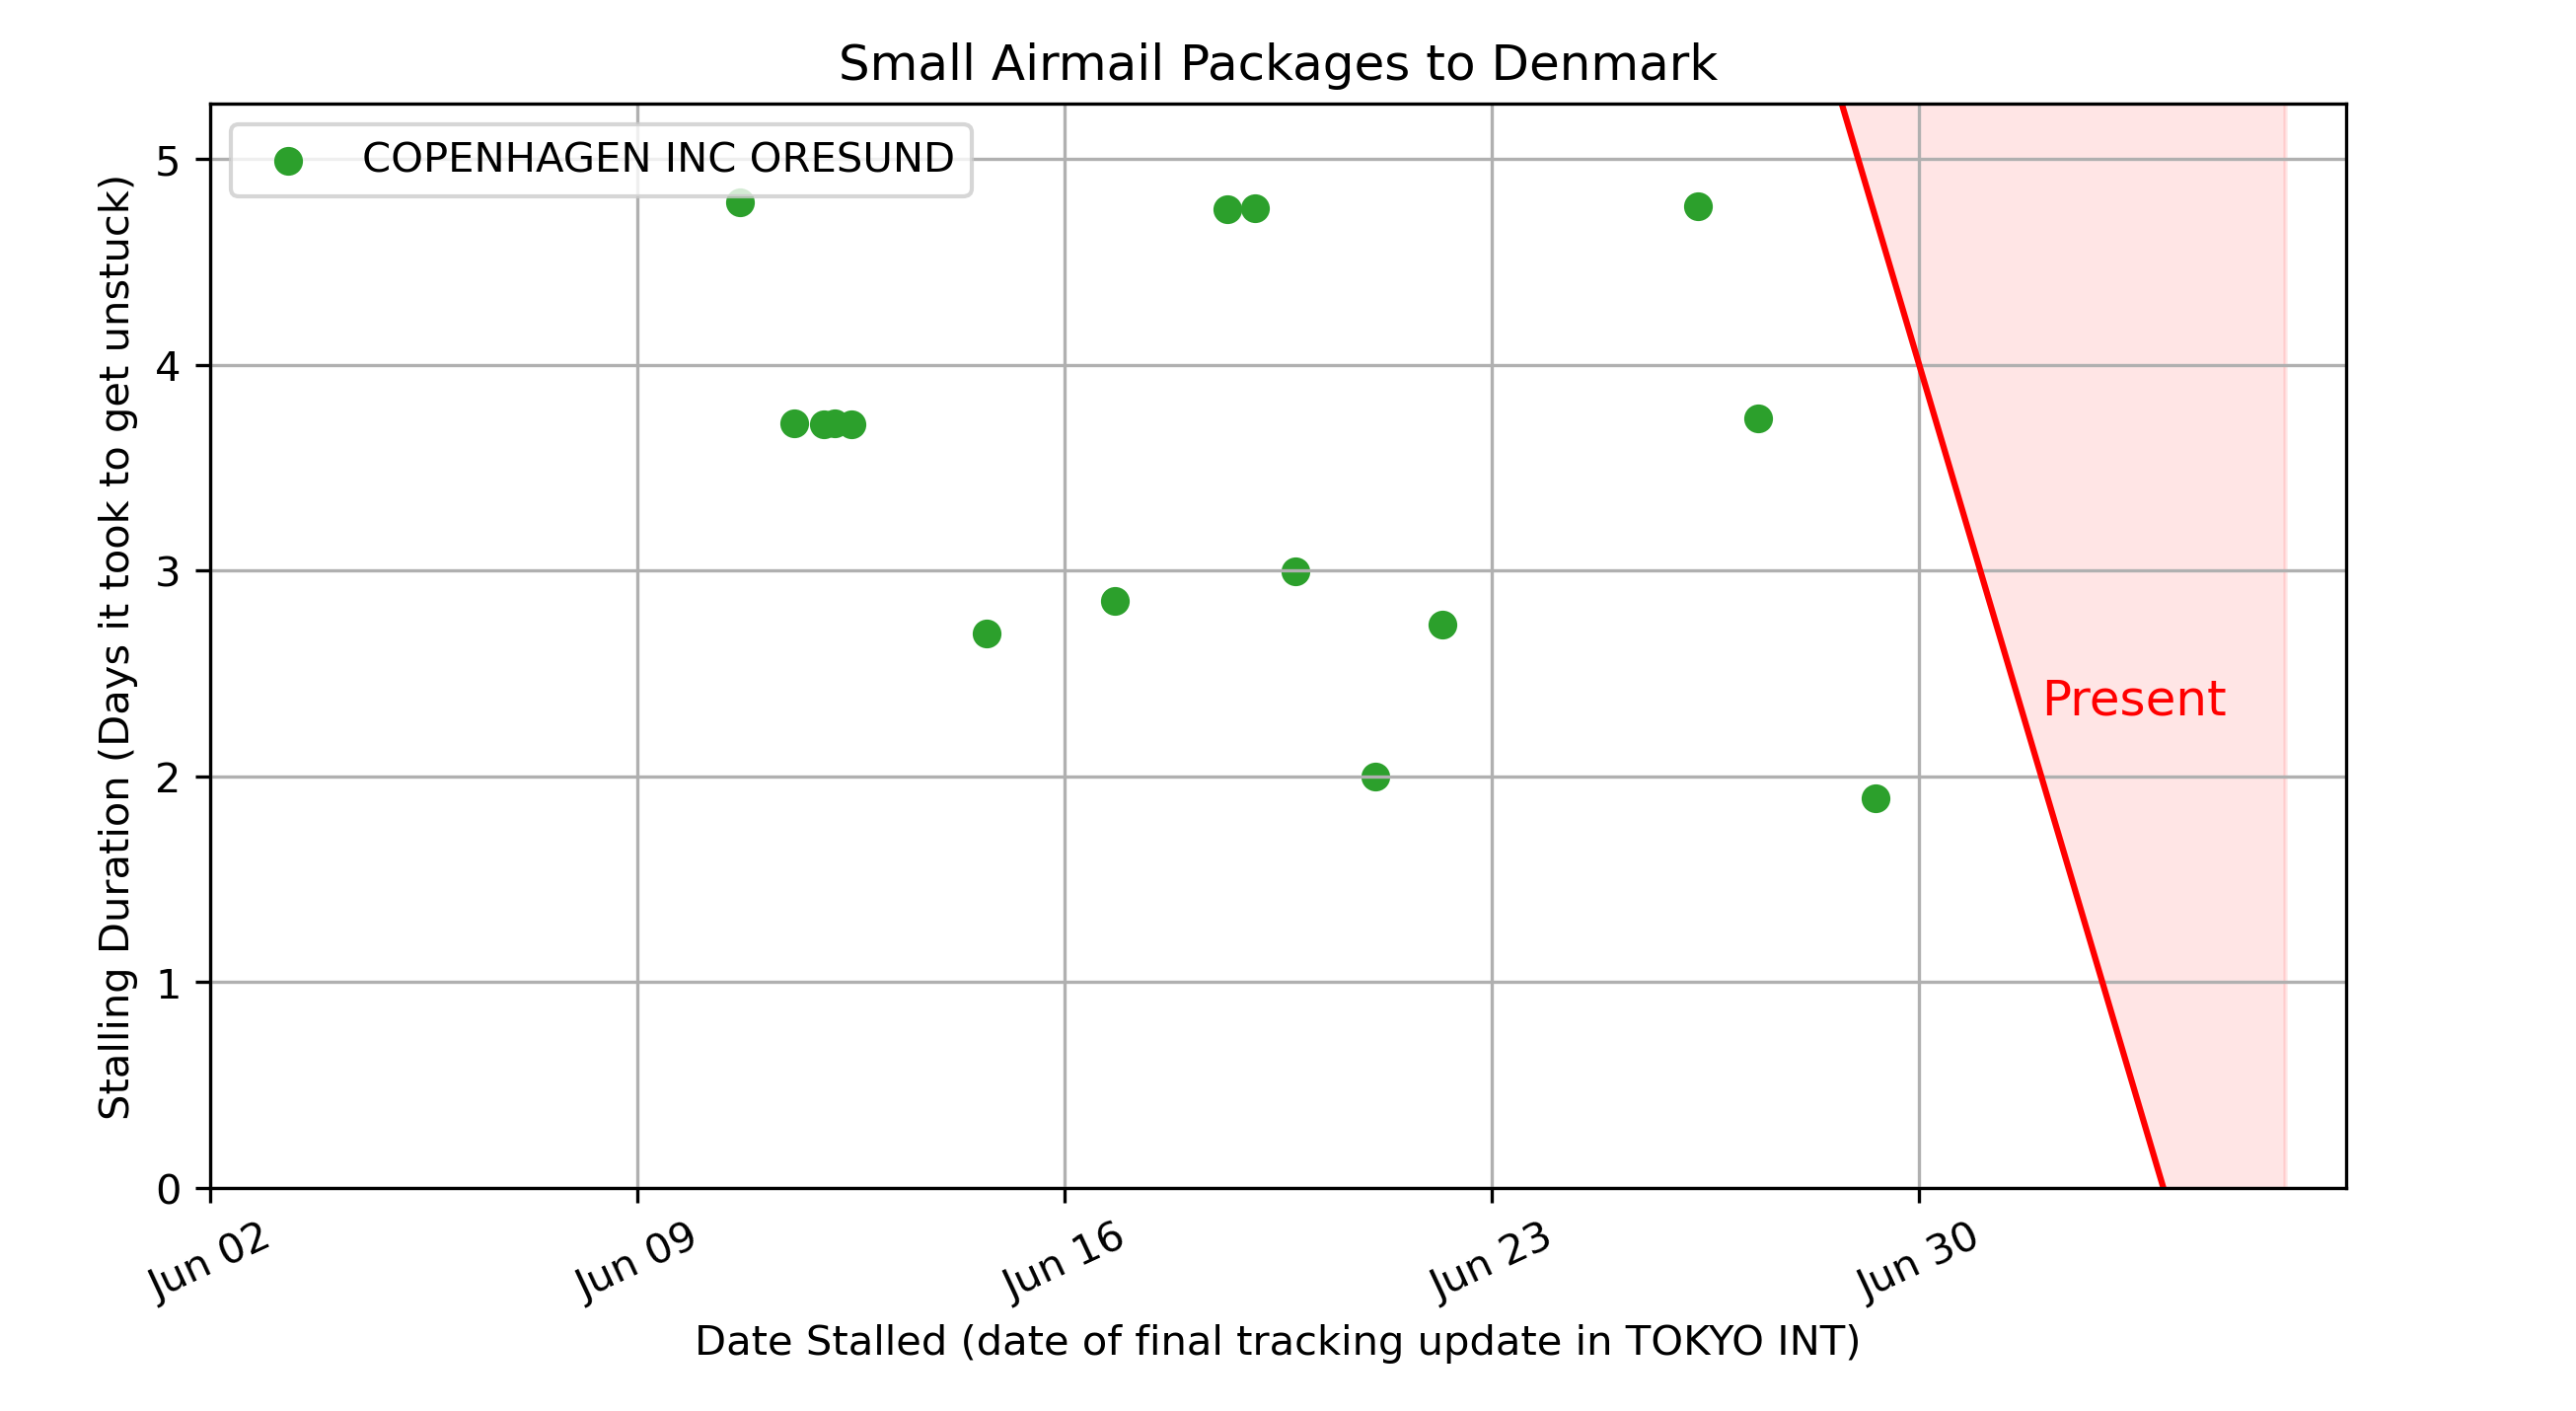 Small Airmail Packages to Denmark
COPENHAGEN INC ORESUND
Stalling Duration (Days it took to get unstuck)
5
4
3
2
1
0
Present
Jun 02
Jun 09
Jun 16
Jun 23
Jun 30
Date Stalled (date of final tracking update in TOKYO INT)